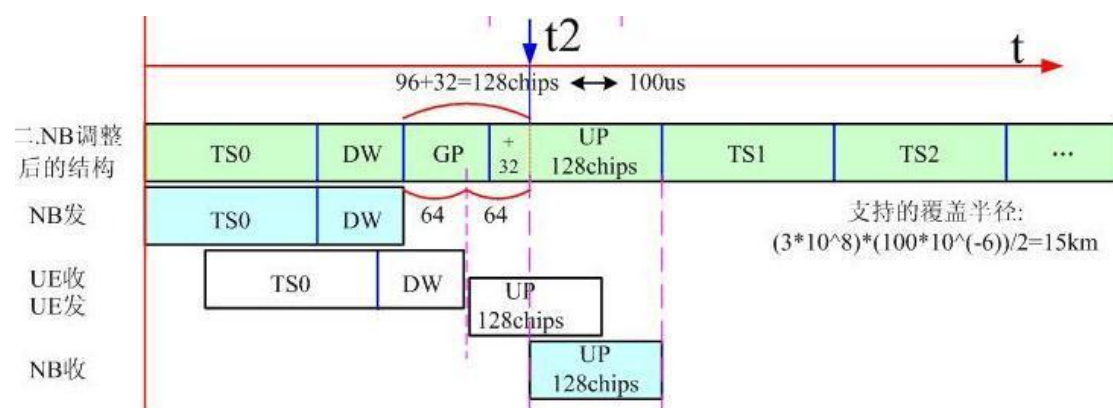 t2
t
96+32=128chips ↔ 100us
二.NB调整
后的结构
TS0 DW GP +
32 UP
128chips TS1 TS2 ...
NB发
TS0 DW 64 64
支持的覆盖半径:
(3*10^8)*(100*10^(-6))/2=15km
UE收
UE发
TS0 DW UP
128chips
NB收
UP
128chips